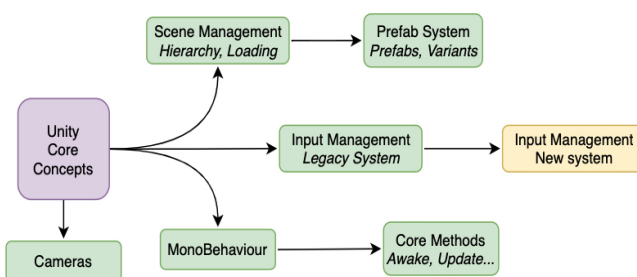 Scene Management
Hierarchy, Loading
Prefab System
Prefabs, Variants
Unity
Core
Concepts
Input Management
Legacy System
Input Management
New system
MonoBehaviour
Core Methods
Awake, Update...
Cameras